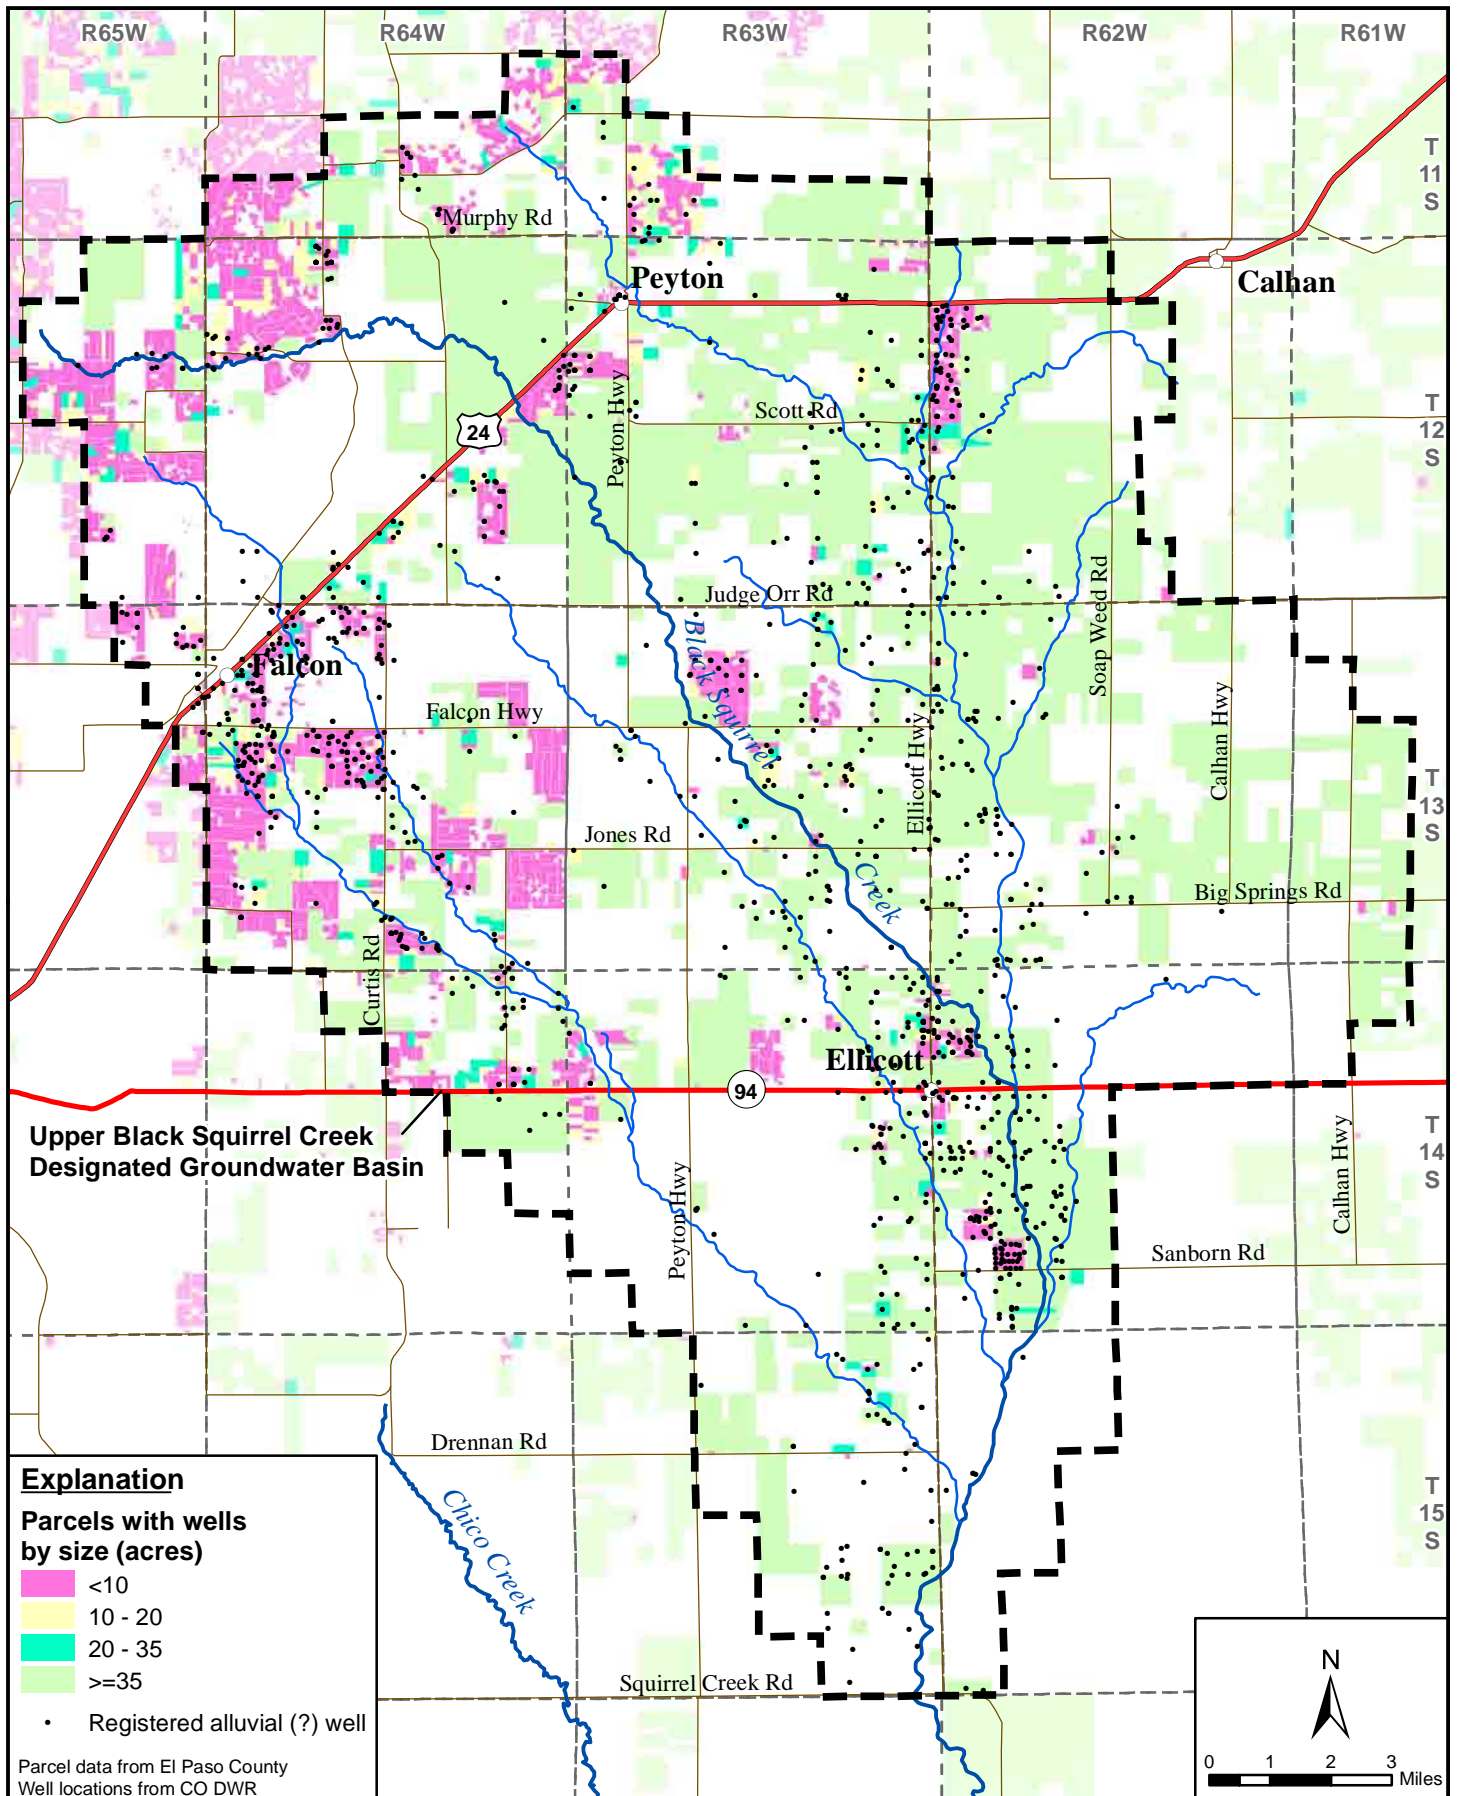 R65W
R64W
R63W
R62W
R61W
T
11
S
Murphy Rd
Peyton
Calhan
Peyton Hwy
Scott Rd
24
T
12
S
Judge Orr Rd
Soap Weed Rd
Black Squirrel
Creek
Falcon
Falcon Hwy
Ellicott Hwy
Calhan Hwy
T
13
S
Jones Rd
Big Springs Rd
Curtis Rd
Ellicott
94
Upper Black Squirrel Creek
Designated Groundwater Basin
Peyton Hwy
Calhan Hwy
T
14
S
Sanborn Rd
Drennan Rd
Chico Creek
T
15
S
Squirrel Creek Rd
Explanation
Parcels with wells
by size (acres)
<10
10 - 20
20 - 35
>=35
Registered alluvial (?) well
Parcel data from El Paso County
Well locations from CO DWR
N
0 1 2 3
Miles